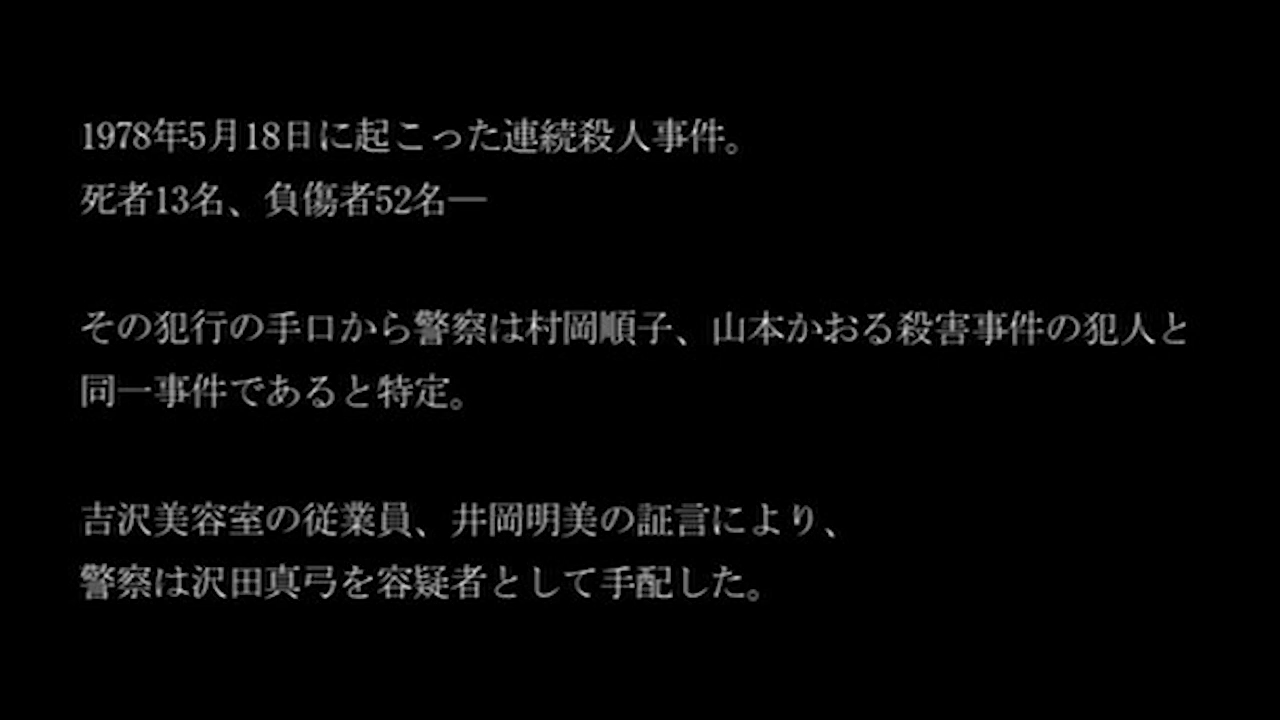 1978年5月18日に起こった連続殺人事件。
死者13名、負傷者52名―
その犯行の手口から警察は村岡順子、山本かおる殺害事件の犯人と
同一事件であると特定。
吉沢美容室の従業員、井岡明美の証言により、
警察は沢田真弓を容疑者として手配した。